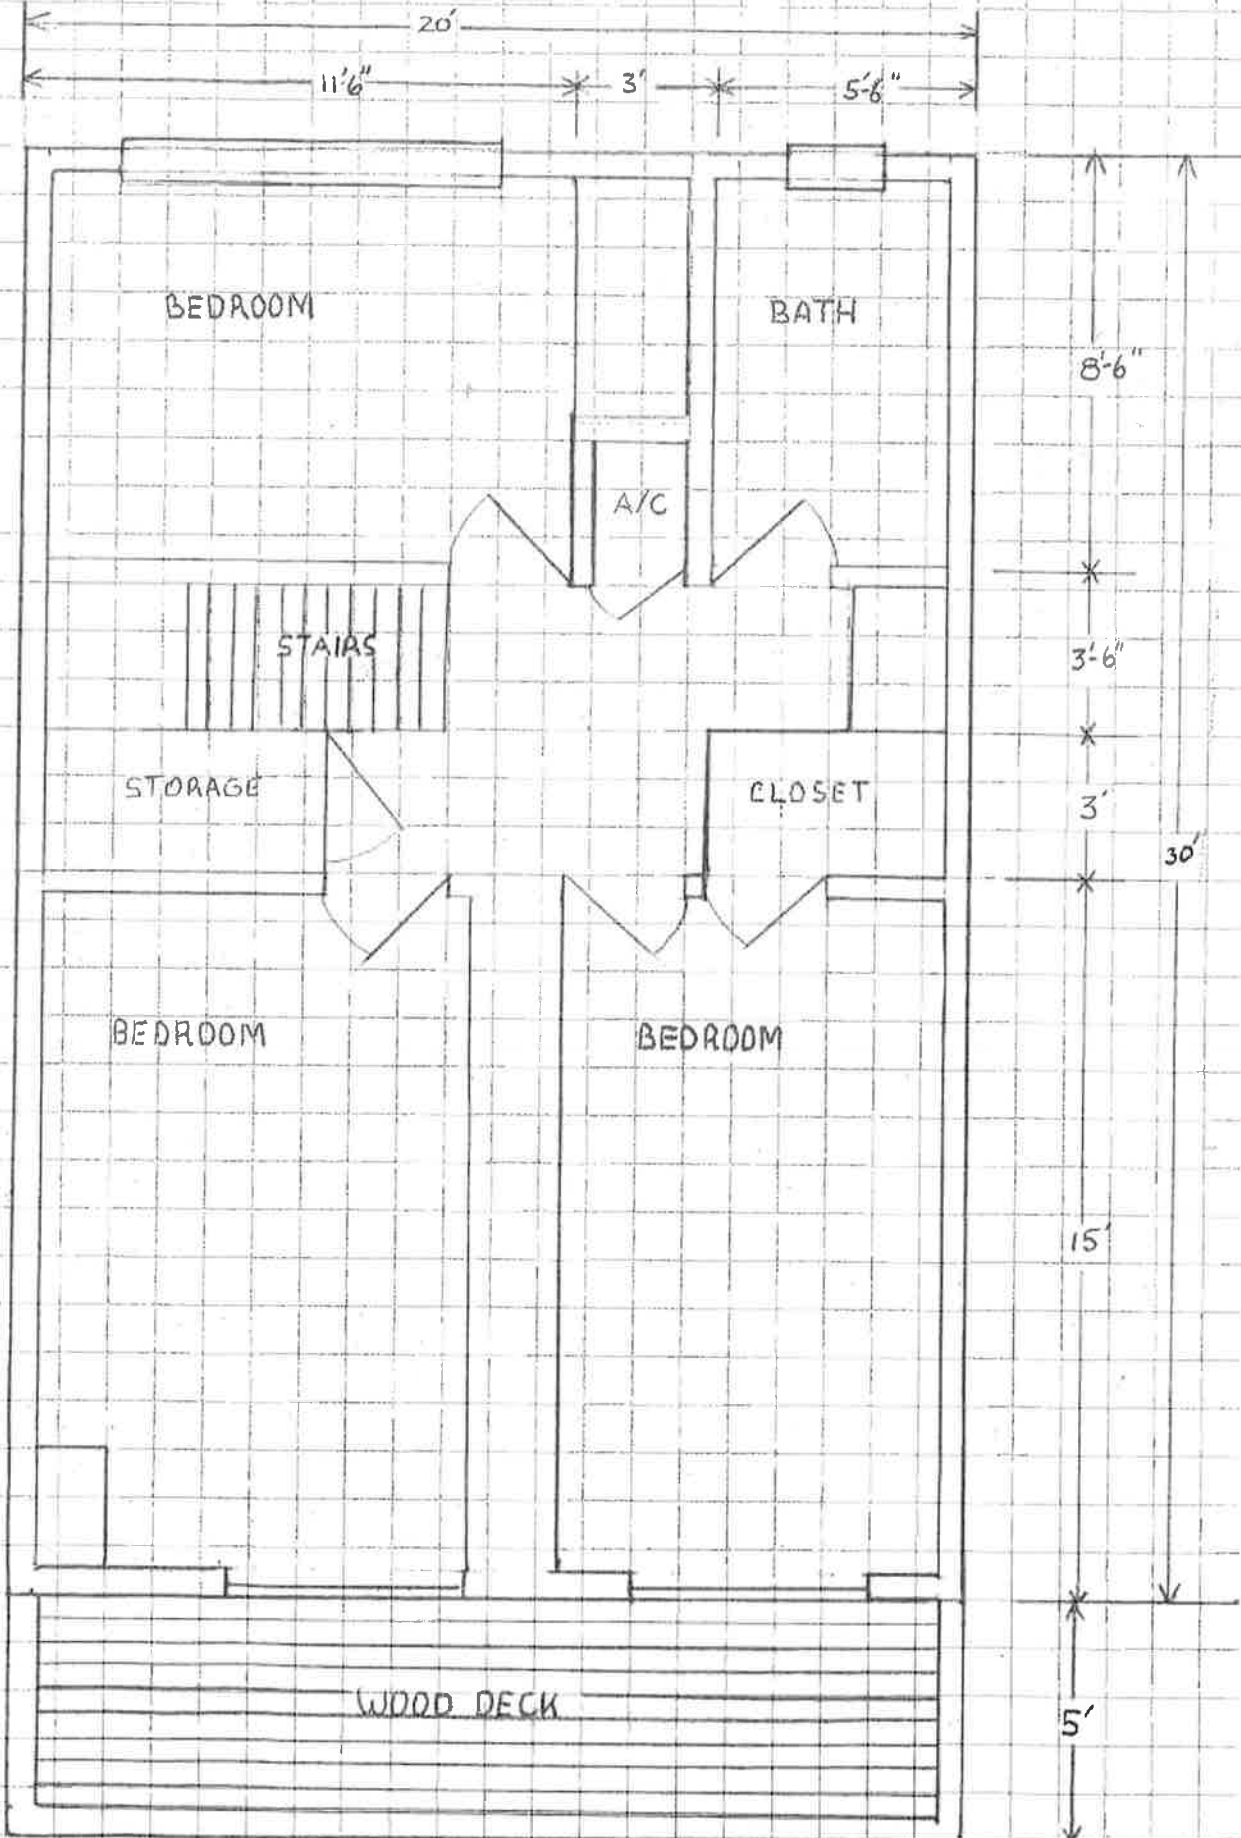 20'
11'6"
3'
5'-6"
BEDROOM
BATH
8'-6"
A/C
STAIRS
3'-6"
STORAGE
CLOSET
3'
30'
BEDROOM
BEDROOM
15'
WOOD DECK
5'